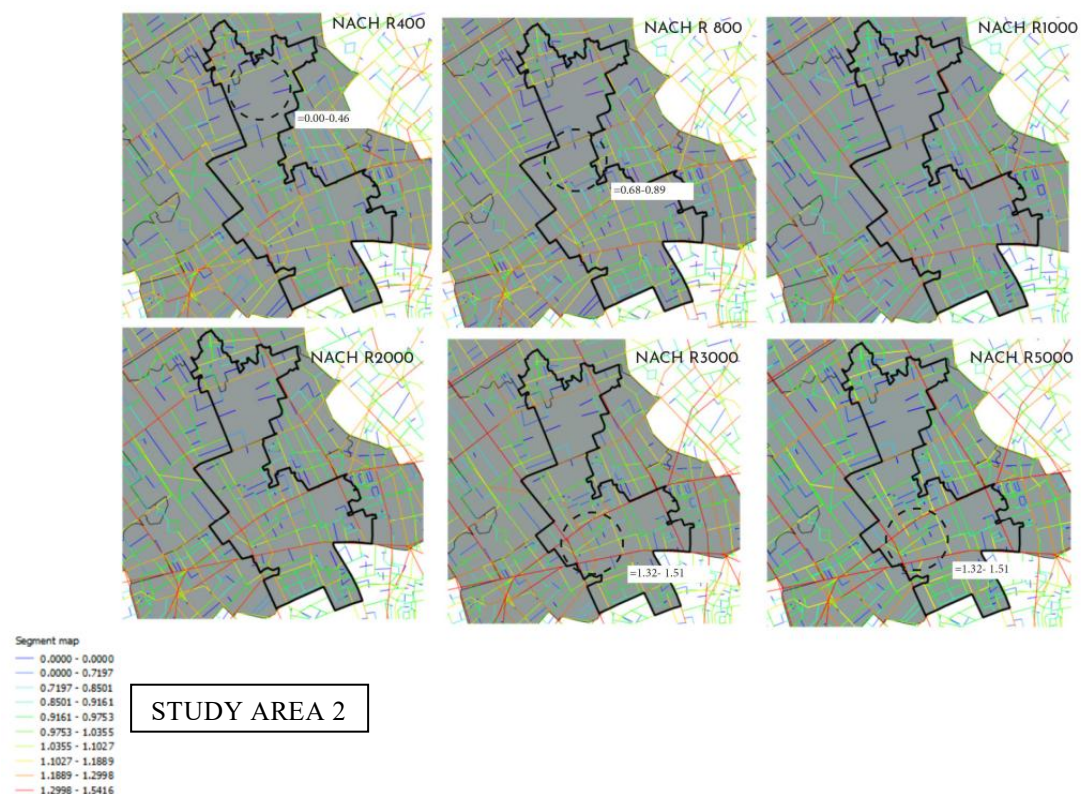 NACH R400
NACH R 800
NACH R1000
=0.00-0.46
=0.68-0.89
NACH R2000
NACH R3000
NACH R5000
=1.32- 1.51
=1.32- 1.51
Segment map
0.0000 - 0.0000
0.0000 - 0.7197
0.7197 - 0.8501
0.8501 - 0.9161
0.9161 - 0.9753
0.9753 - 1.0355
1.0355 - 1.1027
1.1027 - 1.1889
1.1889 - 1.2998
1.2998 - 1.5416
STUDY AREA 2